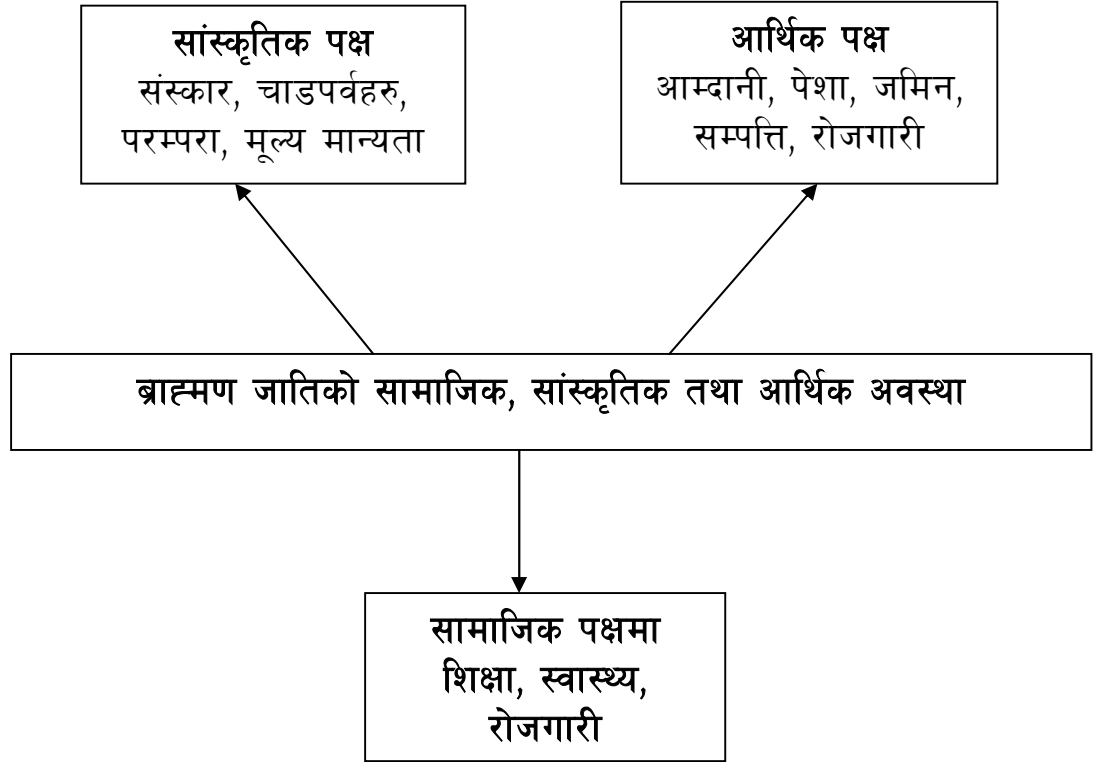 सांस्कृतिक पक्ष
संस्कार, चाडपर्वहरु,
परम्परा, मूल्य मान्यता
आर्थिक पक्ष
आम्दानी, पेशा, जमिन,
सम्पत्ति, रोजगारी
ब्राह्मण जातिको सामाजिक, सांस्कृतिक तथा आर्थिक अवस्था
सामाजिक पक्षमा
शिक्षा, स्वास्थ्य,
रोजगारी